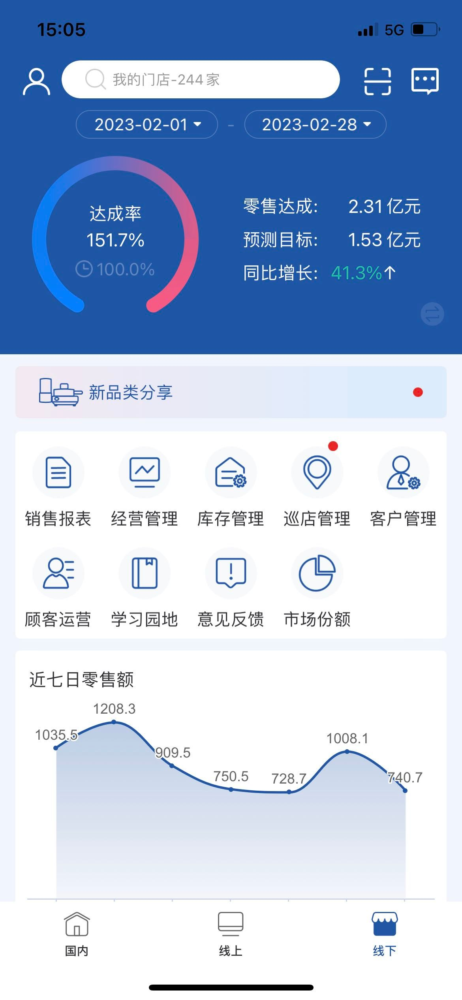 15:05 5G
我的门店-244家
2023-02-01 - 2023-02-28
达成率
151.7%
100.0%
零售达成: 2.31亿元
预测目标: 1.53亿元
同比增长: 41.3%↑
新品类分享
销售报表 经营管理 库存管理 巡店管理 客户管理
顾客运营 学习园地 意见反馈 市场份额
近七日零售额
1035.5 1208.3 909.5 750.5 728.7 1008.1 740.7
国内 线上 线下